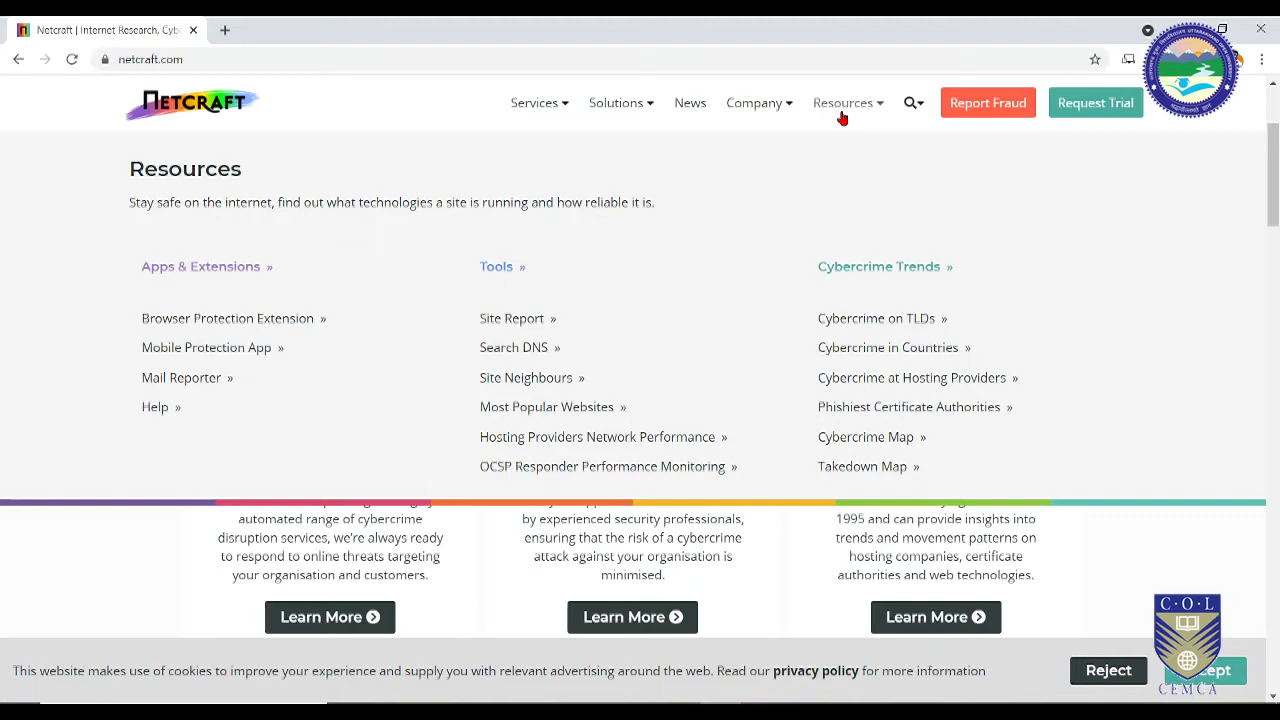 Netcraft | Internet Research, Cyb
netcraft.com
NETCRAFT
Services
Solutions
News
Company
Resources
Report Fraud
Request Trial
Resources
Stay safe on the internet, find out what technologies a site is running and how reliable it is.
Apps & Extensions »
Browser Protection Extension »
Mobile Protection App »
Mail Reporter »
Help »
Tools »
Site Report »
Search DNS »
Site Neighbours »
Most Popular Websites »
Hosting Providers Network Performance »
OCSP Responder Performance Monitoring »
Cybercrime Trends »
Cybercrime on TLDs »
Cybercrime in Countries »
Cybercrime at Hosting Providers »
Phishiest Certificate Authorities »
Cybercrime Map »
Takedown Map »
automated range of cybercrime
disruption services, we're always ready
to respond to online threats targeting
your organisation and customers.
Learn More
by experienced security professionals,
ensuring that the risk of a cybercrime
attack against your organisation is
minimised.
Learn More
1995 and can provide insights into
trends and movement patterns on
hosting companies, certificate
authorities and web technologies.
Learn More
This website makes use of cookies to improve your experience and supply you with relevant advertising around the web. Read our privacy policy for more information
Reject
C·O·L
CEMCA